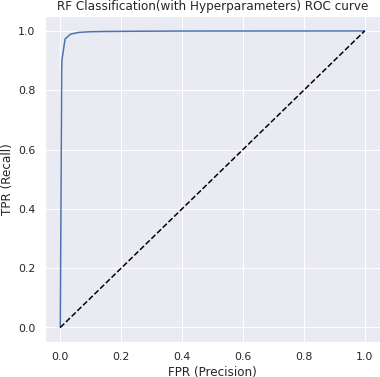 RF Classification(with Hyperparameters) ROC curve
1.0
0.8
0.6
0.4
0.2
0.0
TPR (Recall)
0.0 0.2 0.4 0.6 0.8 1.0
FPR (Precision)